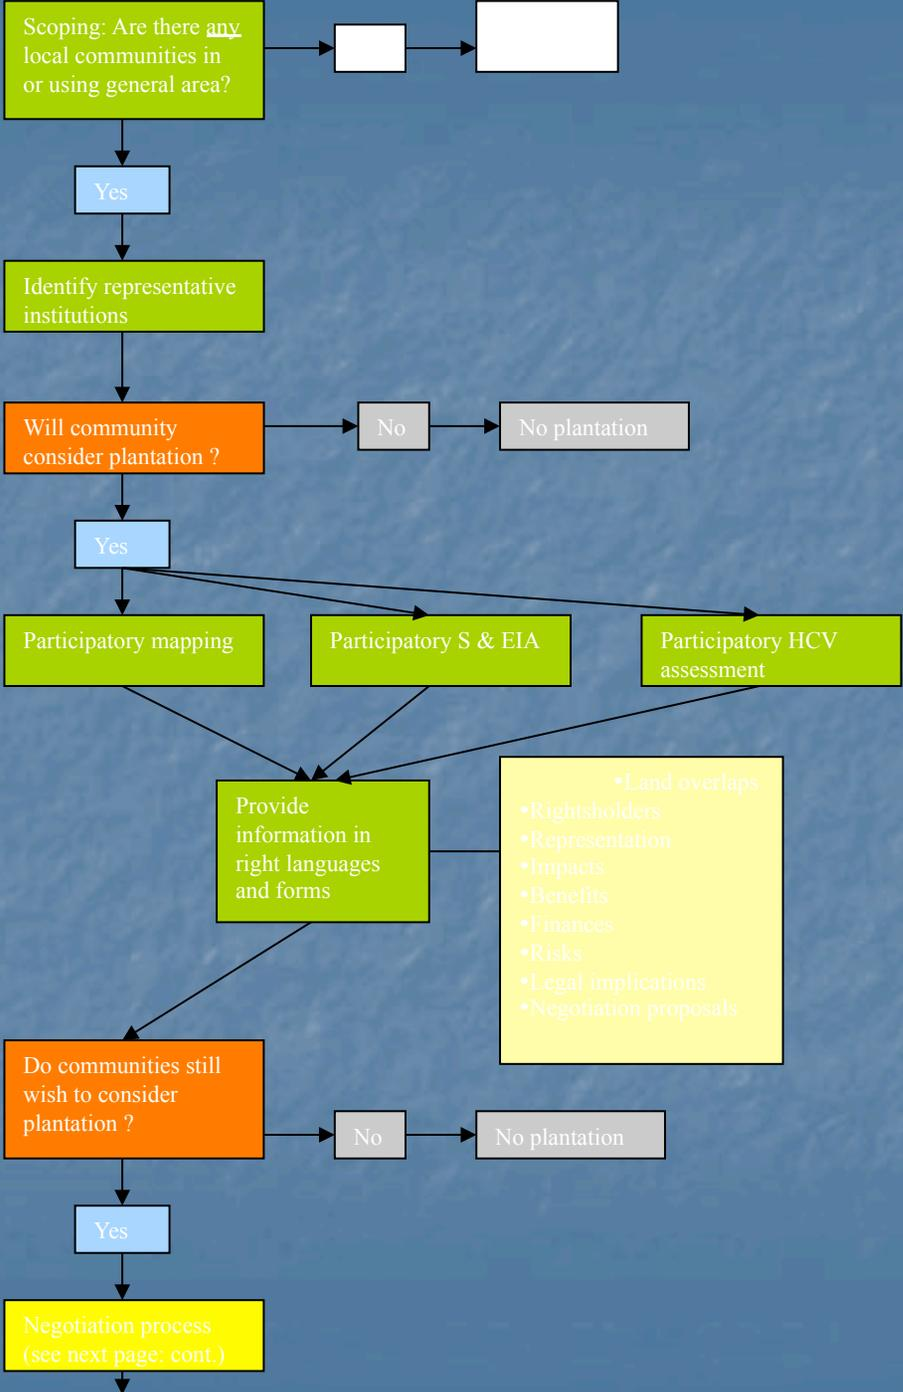 Scoping: Are there any
local communities in
or using general area?
Yes
Identify representative
institutions
Will community
consider plantation ?
No
No plantation
Yes
Participatory mapping
Participatory S & EIA
Participatory HCV
assessment
Provide
information in
right languages
and forms
•Land overlaps
•Rightsholders
•Representation
•Impacts
•Benefits
•Finances
•Risks
•Legal implications
•Negotiation proposals
Do communities still
wish to consider
plantation ?
No
No plantation
Yes
Negotiation process
(see next page: cont.)